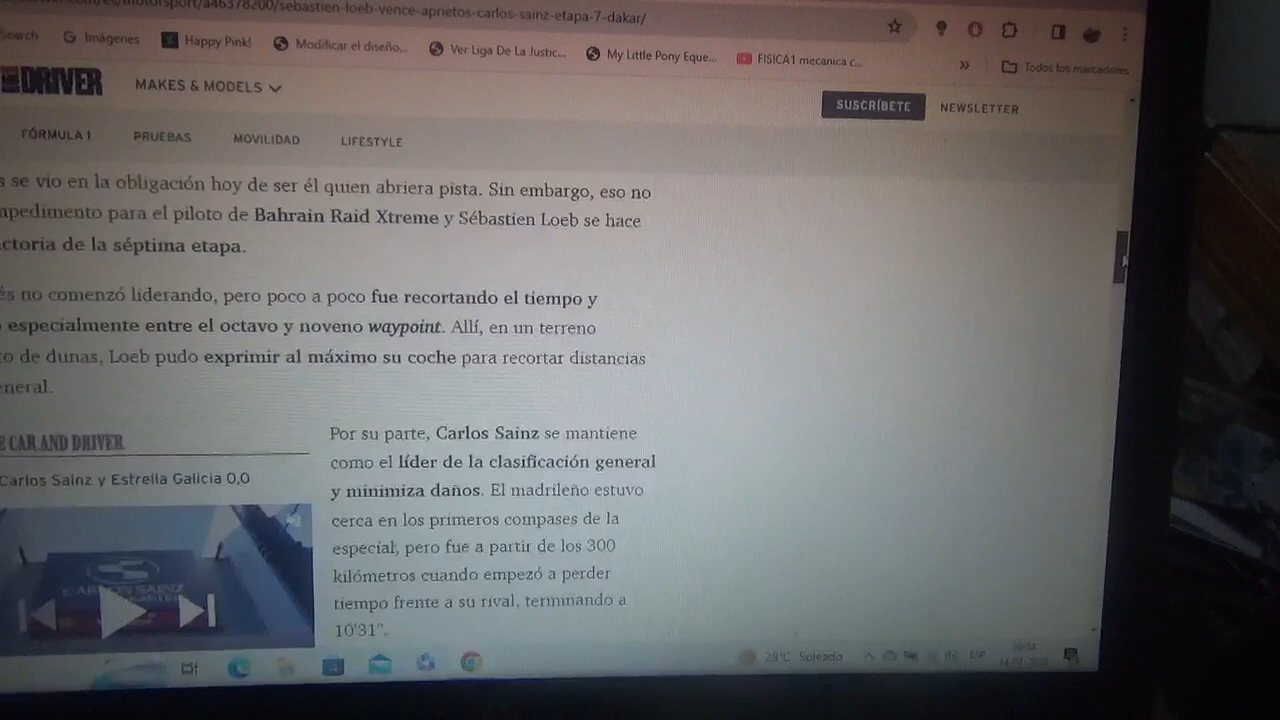 /motorsport/a46378200/sebastien-loeb-vence-aprietos-carlos-sainz-etapa-7-dakar/
Search Imágenes Happy Pink! Modificar el diseño... Ver Liga De La Justic... My Little Pony Eque... FISICA1 mecanica c... » Todos los marcadores
DRIVER MAKES & MODELS SUSCRÍBETE NEWSLETTER
FÓRMULA 1 PRUEBAS MOVILIDAD LIFESTYLE
s se vio en la obligación hoy de ser él quien abriera pista. Sin embargo, eso no
mpedimento para el piloto de Bahrain Raid Xtreme y Sébastien Loeb se hace
ctoria de la séptima etapa.
és no comenzó liderando, pero poco a poco fue recortando el tiempo y
especialmente entre el octavo y noveno waypoint. Allí, en un terreno
to de dunas, Loeb pudo exprimir al máximo su coche para recortar distancias
eneral.
E CAR AND DRIVER
Carlos Sainz y Estrella Galicia 0,0
CARLOS SAINZ
Por su parte, Carlos Sainz se mantiene
como el líder de la clasificación general
y minimiza daños. El madrileño estuvo
cerca en los primeros compases de la
especial, pero fue a partir de los 300
kilómetros cuando empezó a perder
tiempo frente a su rival, terminando a
10'31".
29°C Soleado ESP